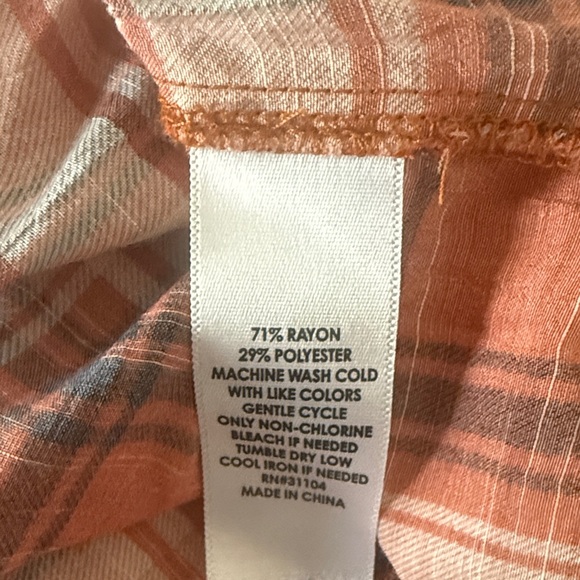 71% RAYON
29% POLYESTER
MACHINE WASH COLD
WITH LIKE COLORS
GENTLE CYCLE
ONLY NON-CHLORINE
BLEACH IF NEEDED
TUMBLE DRY LOW
COOL IRON IF NEEDED
RN#31104
MADE IN CHINA